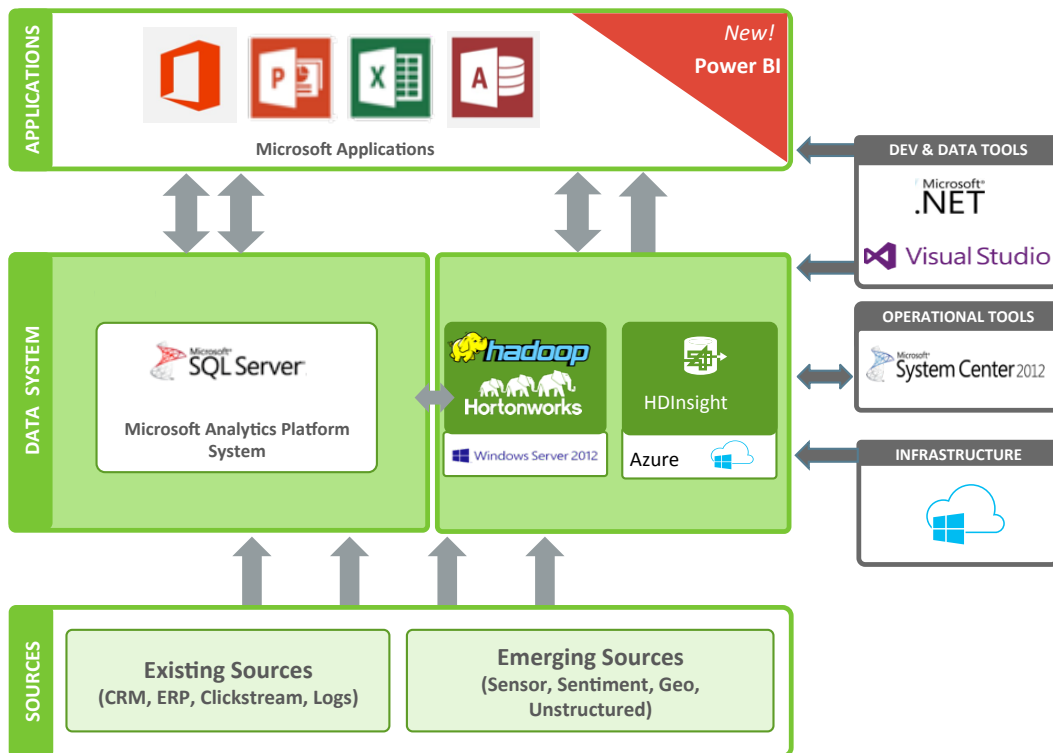 APPLICATIONS
New!
Power BI
P
X
A
Microsoft Applications
DEV & DATA TOOLS
Microsoft®
.NET
Visual Studio
DATA SYSTEM
Microsoft®
SQL Server
Microsoft Analytics Platform
System
hadoop
Hortonworks
Windows Server 2012
HDInsight
Azure
OPERATIONAL TOOLS
Microsoft®
System Center 2012
INFRASTRUCTURE
SOURCES
Existing Sources
(CRM, ERP, Clickstream, Logs)
Emerging Sources
(Sensor, Sentiment, Geo,
Unstructured)